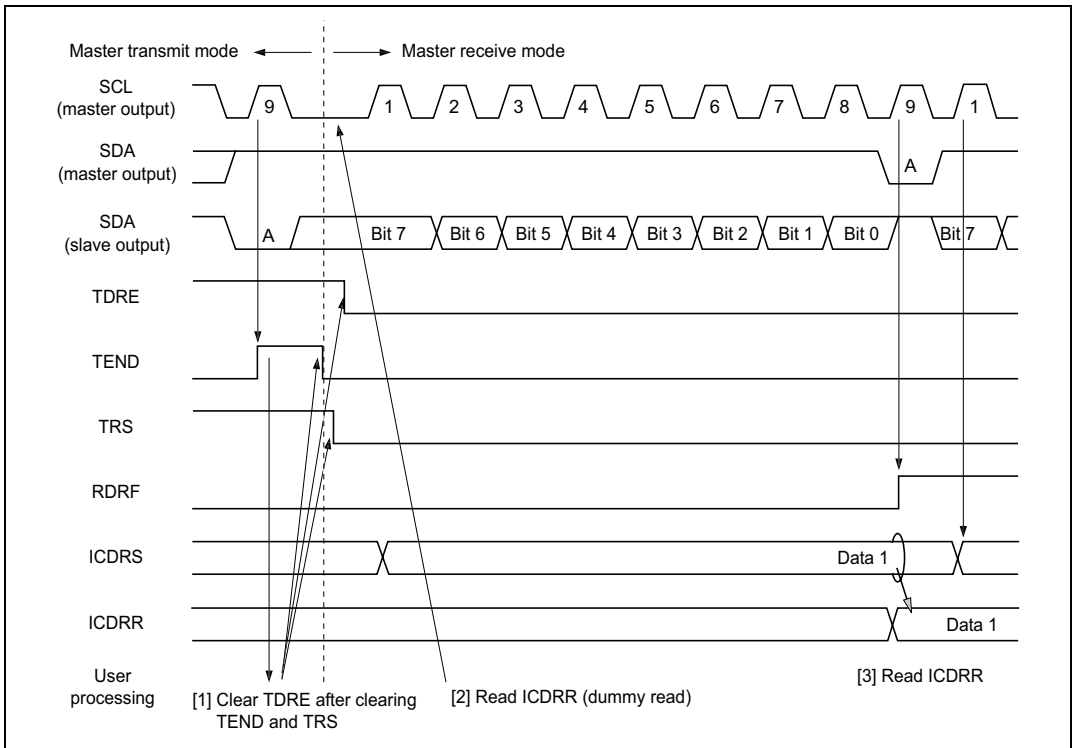 Master transmit mode
Master receive mode
SCL
(master output)
9 1 2 3 4 5 6 7 8 9 1
SDA
(master output)
A
SDA
(slave output)
A Bit 7 Bit 6 Bit 5 Bit 4 Bit 3 Bit 2 Bit 1 Bit 0 Bit 7
TDRE
TEND
TRS
RDRF
ICDRS
Data 1
ICDRR
Data 1
User
processing
[1] Clear TDRE after clearing
TEND and TRS
[2] Read ICDRR (dummy read)
[3] Read ICDRR